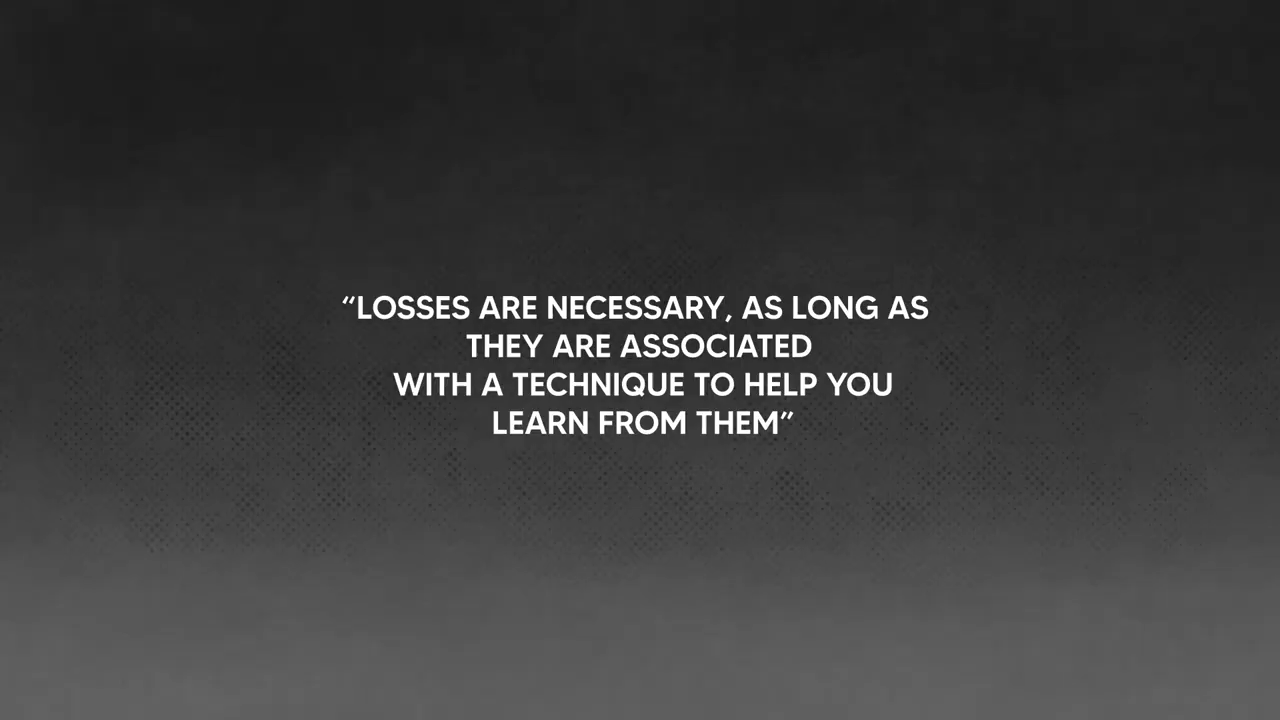 “LOSSES ARE NECESSARY, AS LONG AS
THEY ARE ASSOCIATED
WITH A TECHNIQUE TO HELP YOU
LEARN FROM THEM”